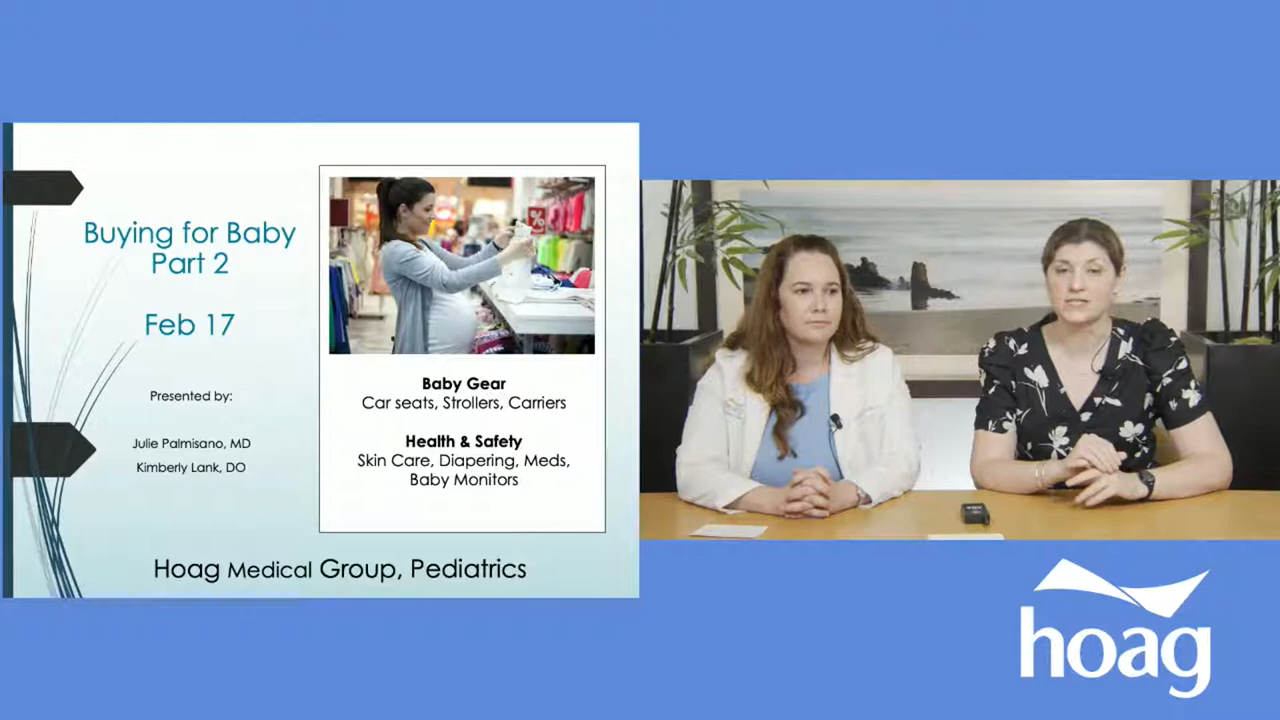 Buying for Baby
Part 2
Feb 17
Presented by:
Julie Palmisano, MD
Kimberly Lank, DO
%
Baby Gear
Car seats, Strollers, Carriers
Health & Safety
Skin Care, Diapering, Meds,
Baby Monitors
Hoag Medical Group, Pediatrics
hoag